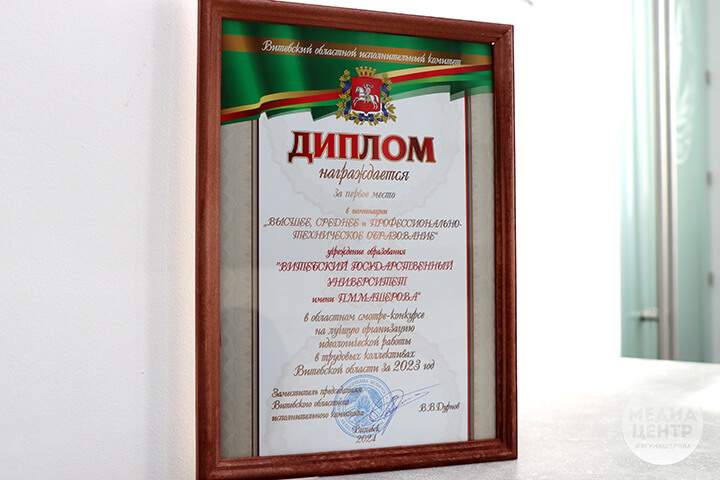 Витебский областной исполнительный комитет
ДИПЛОМ
награждается
За первое место
в номинации
„ВЫСШЕЕ, СРЕДНЕЕ и ПРОФЕССИОНАЛЬНО-
ТЕХНИЧЕСКОЕ ОБРАЗОВАНИЕ"
учреждение образования
"ВИТЕБСКИЙ ГОСУДАРСТВЕННЫЙ
УНИВЕРСИТЕТ
имени П.М.МАШЕРОВА"
в областном смотре-конкурсе
на лучшую организацию
идеологической работы
в трудовых коллективах
Витебской области за 2023 год
Заместитель председателя
Витебского областного
исполнительного комитета
В.В.Дурнов
Витебск
2024
МЕДИА
ЦЕНТР
#ВГУМАШЕРОВА